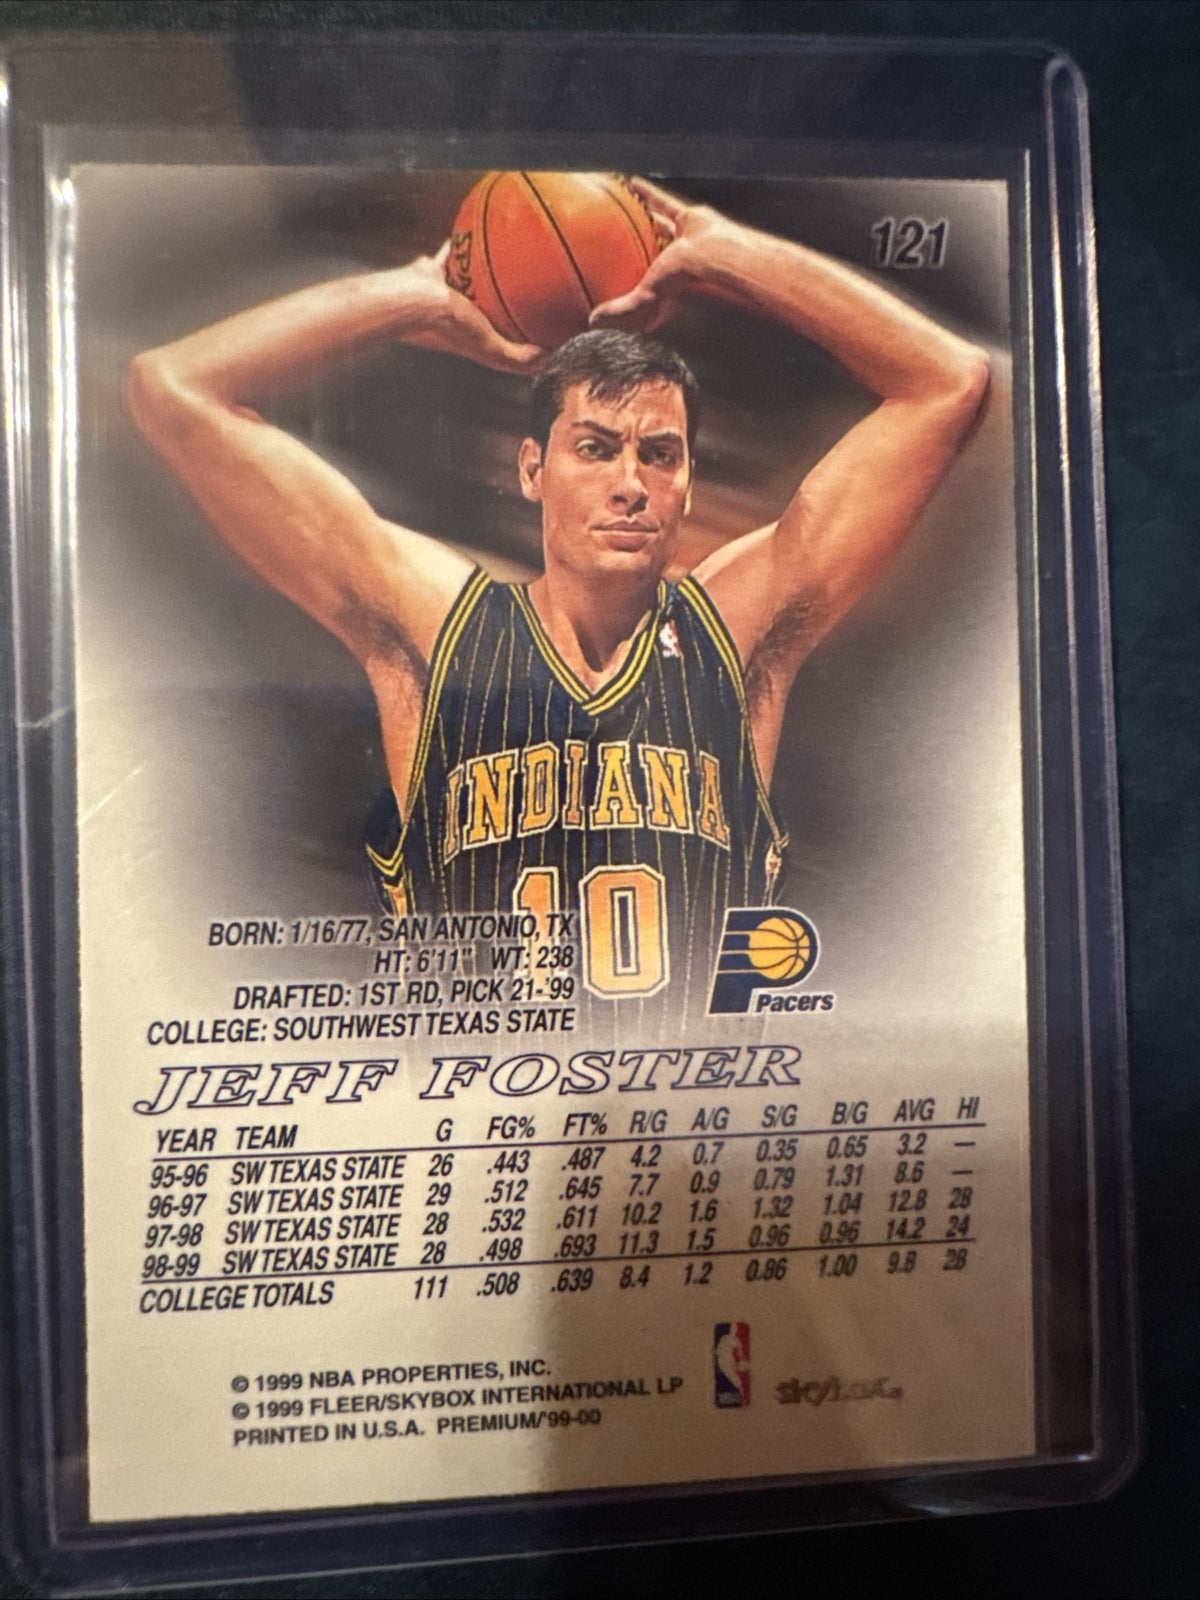 121
SPA
INDIANA
10
BORN: 1/16/77, SAN ANTONIO, TX
HT: 6'11" WT: 238
DRAFTED: 1ST RD, PICK 21-'99
COLLEGE: SOUTHWEST TEXAS STATE
Pacers
JEFF FOSTER
YEAR TEAM G FG% FT% R/G A/G S/G B/G AVG HI
95-96 SW TEXAS STATE 26 .443 .487 4.2 0.7 0.35 0.65 3.2 —
96-97 SW TEXAS STATE 29 .512 .645 7.7 0.9 0.79 1.31 8.6 —
97-98 SW TEXAS STATE 28 .532 .611 10.2 1.6 1.32 1.04 12.8 28
98-99 SW TEXAS STATE 28 .498 .693 11.3 1.5 0.96 0.96 14.2 24
COLLEGE TOTALS 111 .508 .639 8.4 1.2 0.86 1.00 9.8 28
© 1999 NBA PROPERTIES, INC.
© 1999 FLEER/SKYBOX INTERNATIONAL LP
PRINTED IN U.S.A. PREMIUM/'99-00
NBA
skybox®